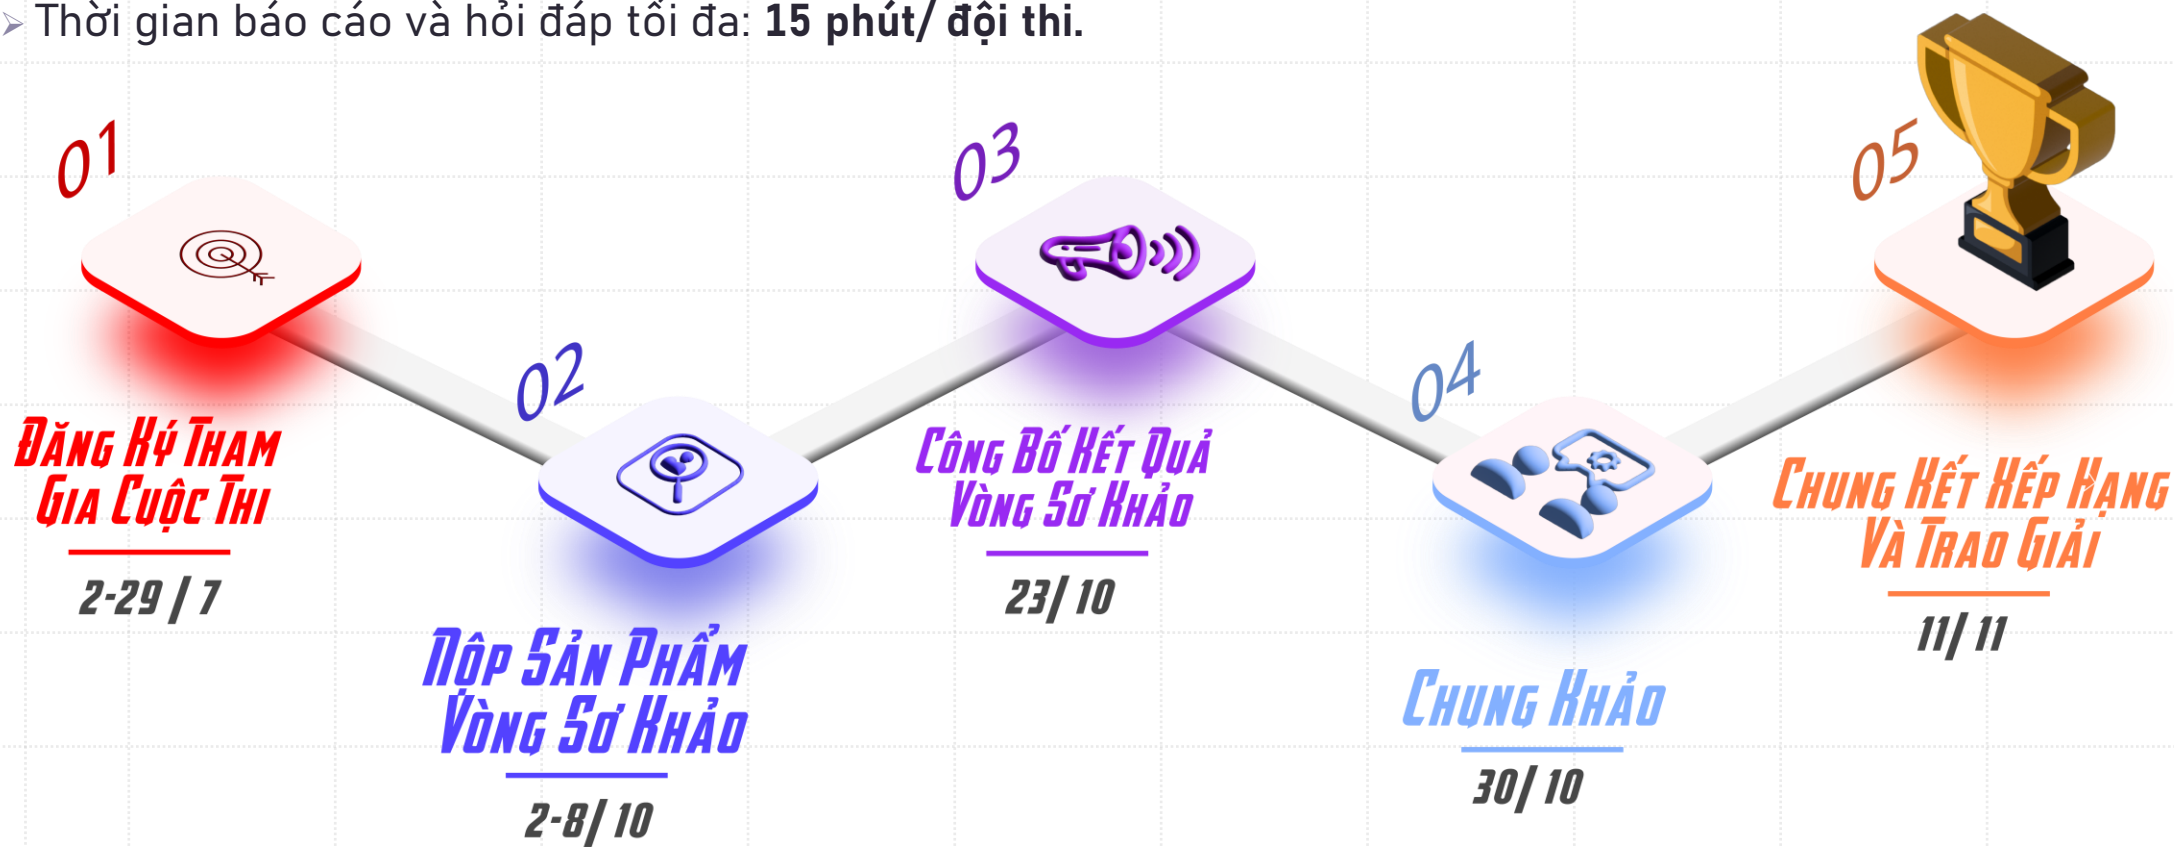 ➢ Thời gian báo cáo và hỏi đáp tối đa: 15 phút/ đội thi.
01
Đăng Ký Tham
Gia Cuộc Thi
2-29 / 7
02
Nộp Sản Phẩm
Vòng Sơ Khảo
2-8/ 10
03
Công Bố Kết Quả
Vòng Sơ Khảo
23/ 10
04
Chung Khảo
30/ 10
05
Chung Kết Xếp Hạng
Và Trao Giải
11/ 11